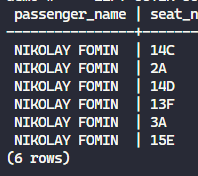 passenger_name | seat_n
NIKOLAY FOMIN | 14C
NIKOLAY FOMIN | 2A
NIKOLAY FOMIN | 14D
NIKOLAY FOMIN | 13F
NIKOLAY FOMIN | 3A
NIKOLAY FOMIN | 15E
(6 rows)